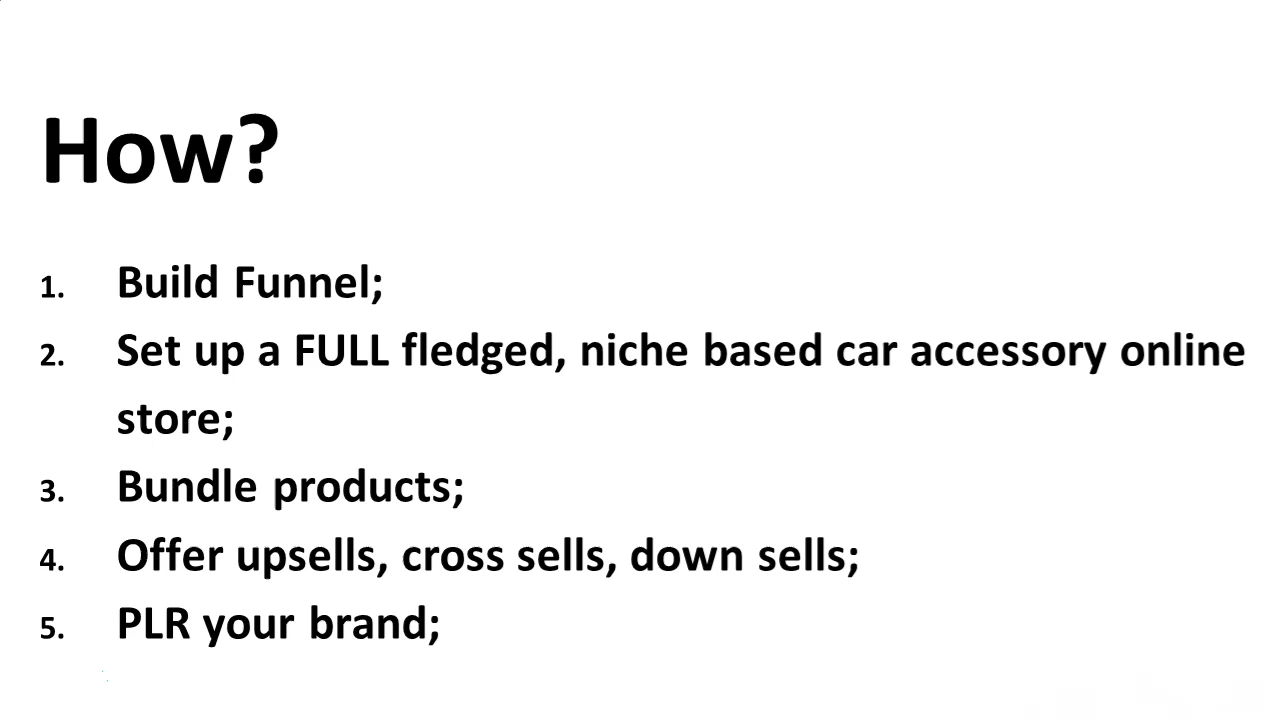 How?
1. Build Funnel;
2. Set up a FULL fledged, niche based car accessory online
store;
3. Bundle products;
4. Offer upsells, cross sells, down sells;
5. PLR your brand;